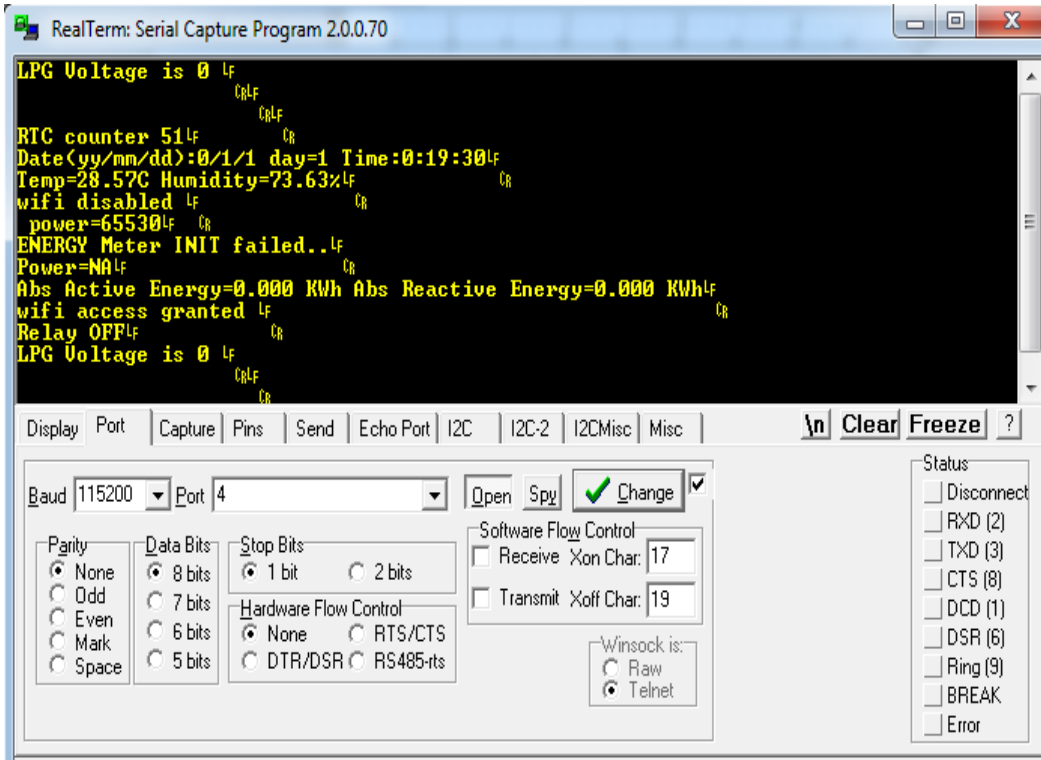 RealTerm: Serial Capture Program 2.0.0.70
LPG Voltage is 0 LF
CRLF
CRLF
RTC counter 51LF CR
Date(yy/mm/dd):0/1/1 day=1 Time:0:19:30LF
Temp=28.57C Humidity=73.63%LF CR
wifi disabled LF CR
power=65530LF CR
ENERGY Meter INIT failed..LF
Power=NALF CR
Abs Active Energy=0.000 KWh Abs Reactive Energy=0.000 KWhLF
wifi access granted LF CR
Relay OFFLF CR
LPG Voltage is 0 LF
CRLF
CR
Display Port Capture Pins Send Echo Port I2C I2C-2 I2CMisc Misc \n Clear Freeze ?
Baud 115200 Port 4 Open Spy Change
Parity
None
Odd
Even
Mark
Space
Data Bits
8 bits
7 bits
6 bits
5 bits
Stop Bits
1 bit 2 bits
Hardware Flow Control
None RTS/CTS
DTR/DSR RS485-rts
Software Flow Control
Receive Xon Char: 17
Transmit Xoff Char: 19
Winsock is:
Raw
Telnet
Status
Disconnect
RXD (2)
TXD (3)
CTS (8)
DCD (1)
DSR (6)
Ring (9)
BREAK
Error